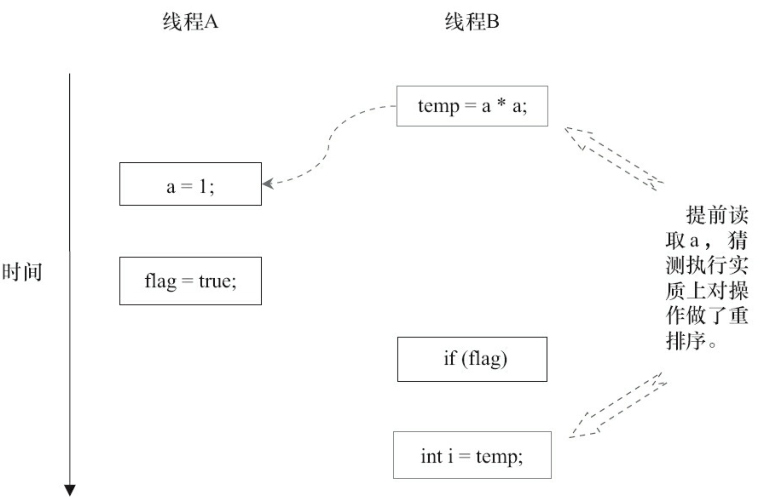 线程A
线程B
temp = a * a;
a = 1;
提前读
取a，猜
测执行实
质上对操
作做了重
排序。
时间
flag = true;
if (flag)
int i = temp;